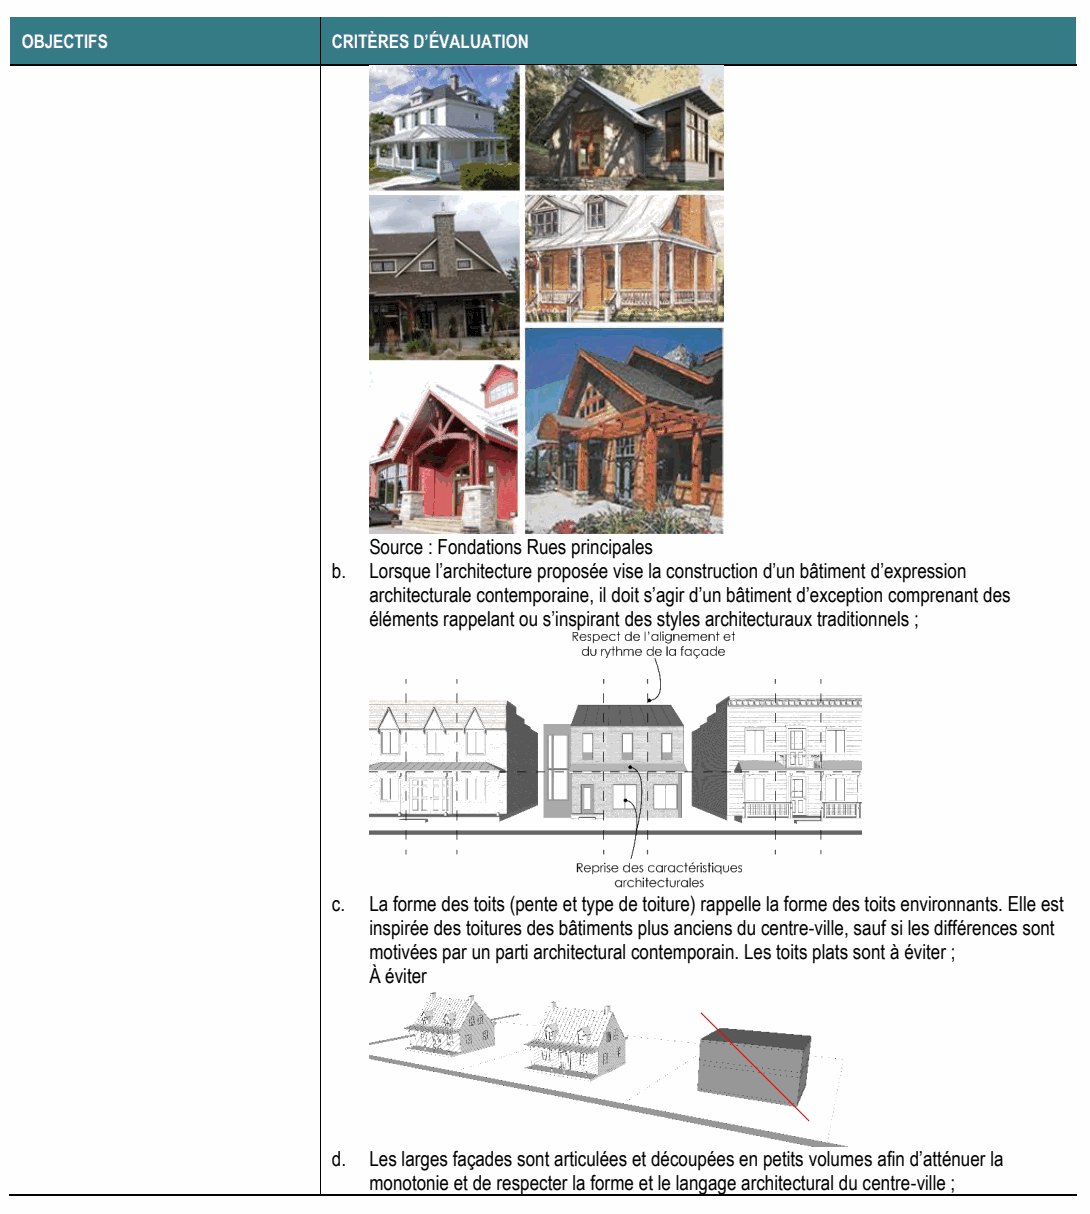 OBJECTIFS
CRITÈRES D’ÉVALUATION
Source : Fondations Rues principales
b. Lorsque l’architecture proposée vise la construction d’un bâtiment d’expression
architecturale contemporaine, il doit s’agir d’un bâtiment d’exception comprenant des
éléments rappelant ou s’inspirant des styles architecturaux traditionnels ;
Respect de l’alignement et
du rythme de la façade
Reprise des caractéristiques
architecturales
c. La forme des toits (pente et type de toiture) rappelle la forme des toits environnants. Elle est
inspirée des toitures des bâtiments plus anciens du centre-ville, sauf si les différences sont
motivées par un parti architectural contemporain. Les toits plats sont à éviter ;
À éviter
d. Les larges façades sont articulées et découpées en petits volumes afin d’atténuer la
monotonie et de respecter la forme et le langage architectural du centre-ville ;